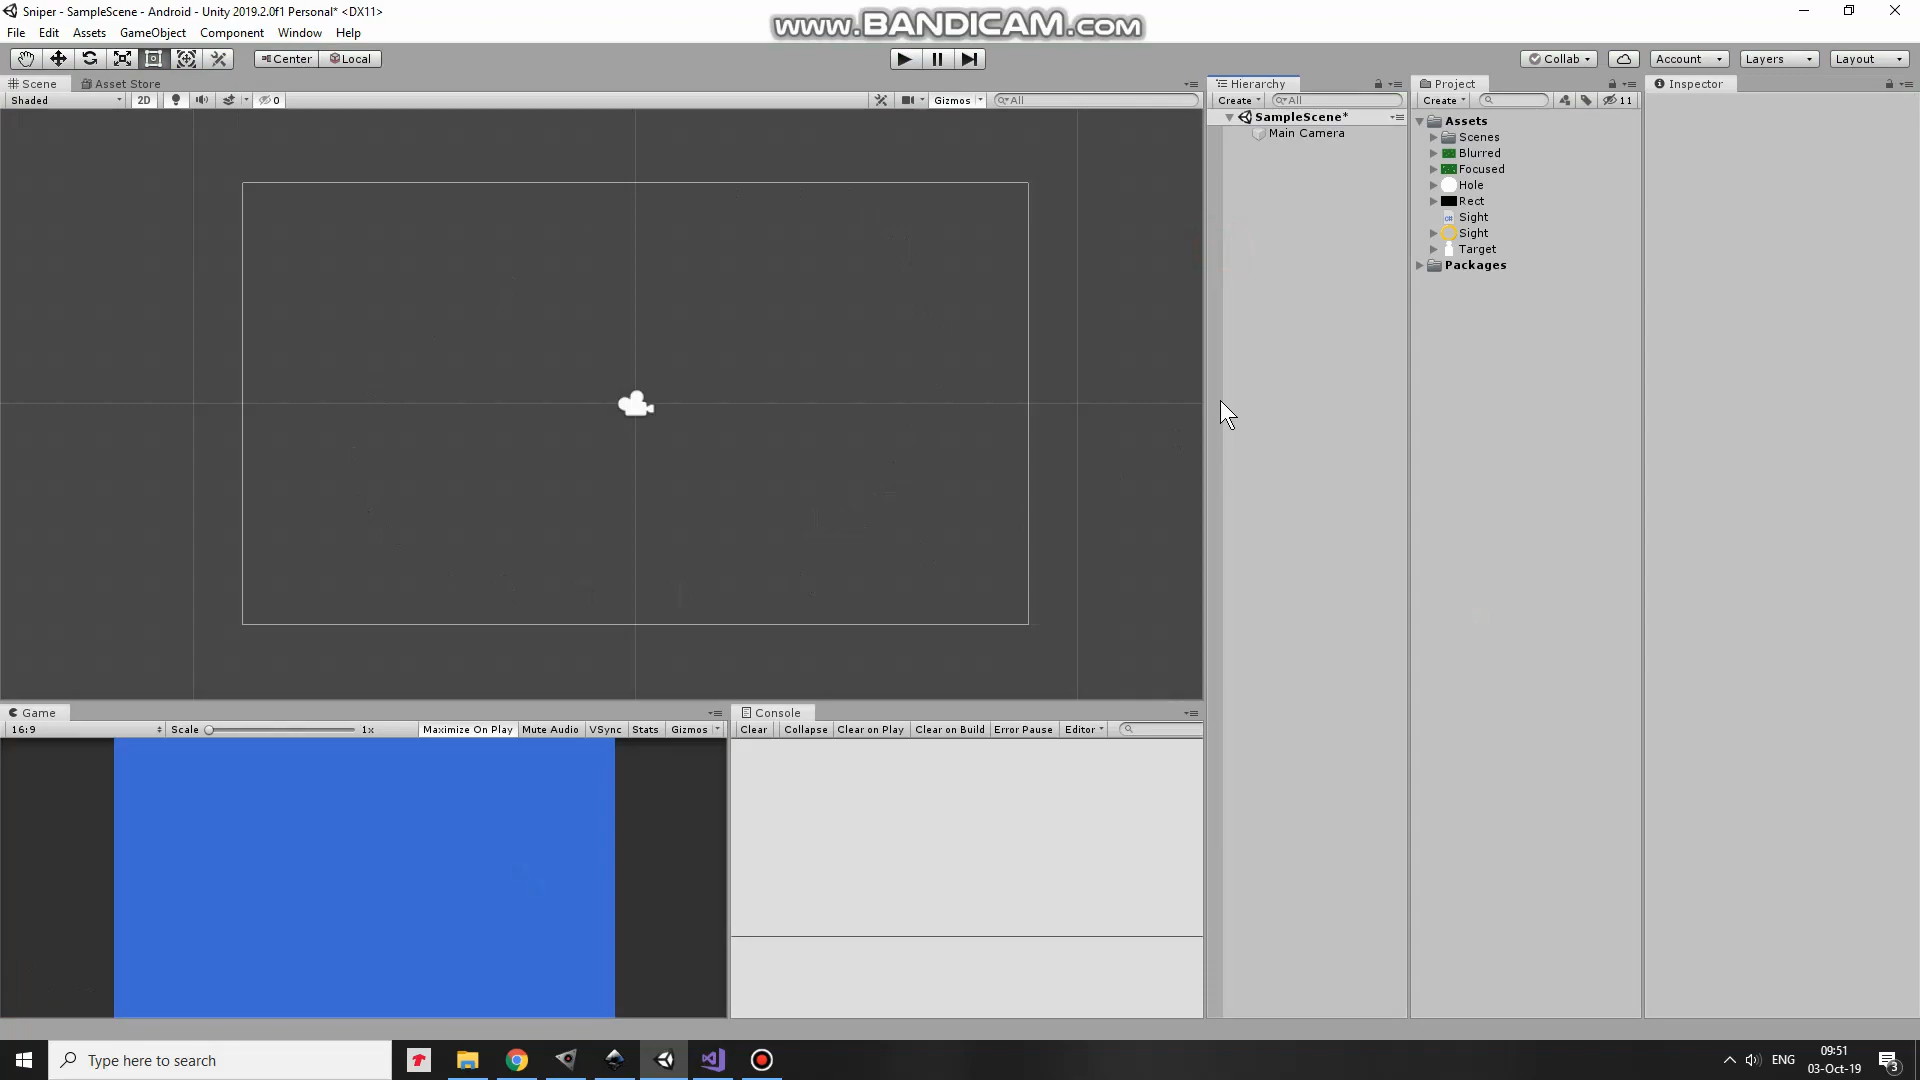 Sniper - SampleScene - Android - Unity 2019.2.0f1 Personal* <DX11>
www.BANDICAM.com
File Edit Assets GameObject Component Window Help
Center Local
Collab Account Layers Layout
Scene Asset Store
Shaded 2D 0 Gizmos All
Hierarchy
Create All
SampleScene*
Main Camera
Project
Create 11
Assets
Scenes
Blurred
Focused
Hole
Rect
Sight
Sight
Target
Packages
Inspector
Game
16:9 Scale 1x Maximize On Play Mute Audio VSync Stats Gizmos
Console
Clear Collapse Clear on Play Clear on Build Error Pause Editor
Type here to search
ENG
09:51
03-Oct-19
3